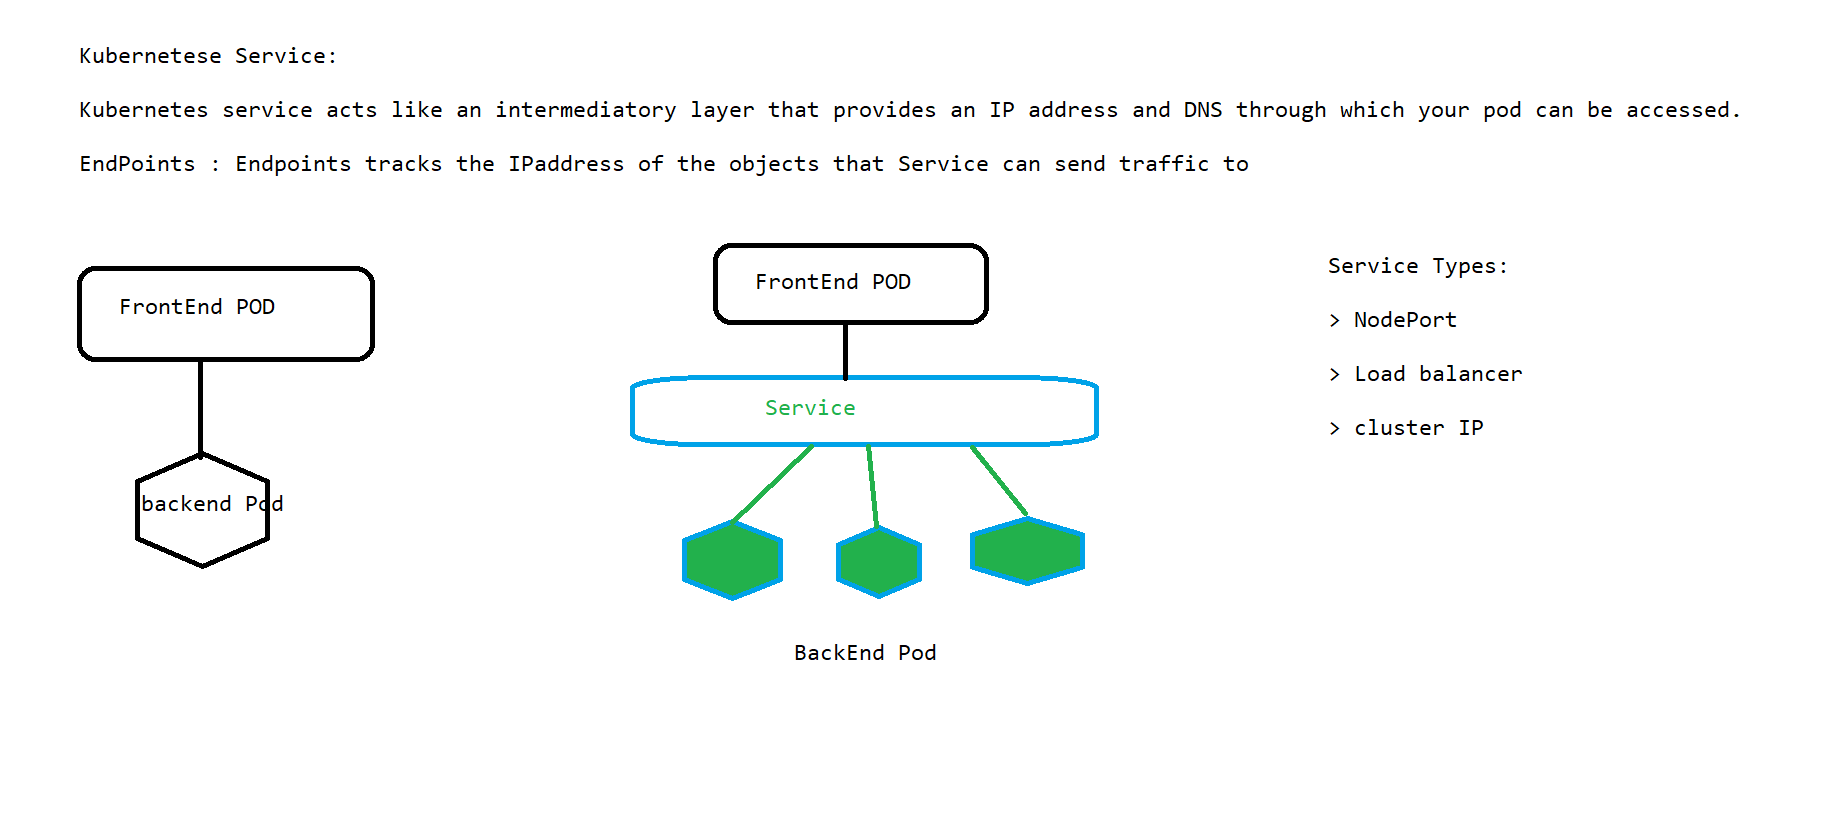 Kubernetese Service:
Kubernetes service acts like an intermediatory layer that provides an IP address and DNS through which your pod can be accessed.
EndPoints : Endpoints tracks the IPaddress of the objects that Service can send traffic to
FrontEnd POD
backend Pod
FrontEnd POD
Service
BackEnd Pod
Service Types:
> NodePort
> Load balancer
> cluster IP